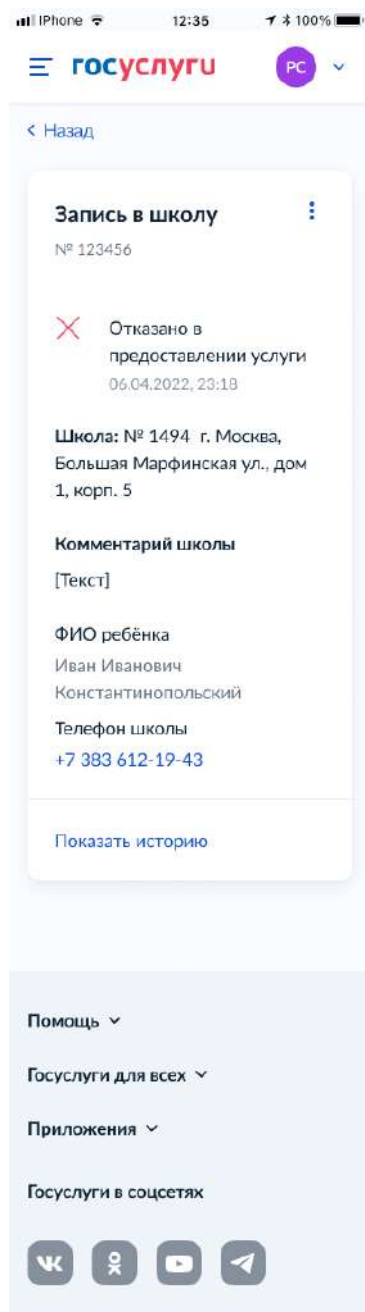 iPhone 12:35 100%
госуслуги РС
Назад
Запись в школу
№ 123456
Отказано в
предоставлении услуги
06.04.2022, 23:18
Школа: № 1494 г. Москва,
Большая Марфинская ул., дом
1, корп. 5
Комментарий школы
[Текст]
ФИО ребёнка
Иван Иванович
Константинопольский
Телефон школы
+7 383 612-19-43
Показать историю
Помощь
Госуслуги для всех
Приложения
Госуслуги в соцсетях